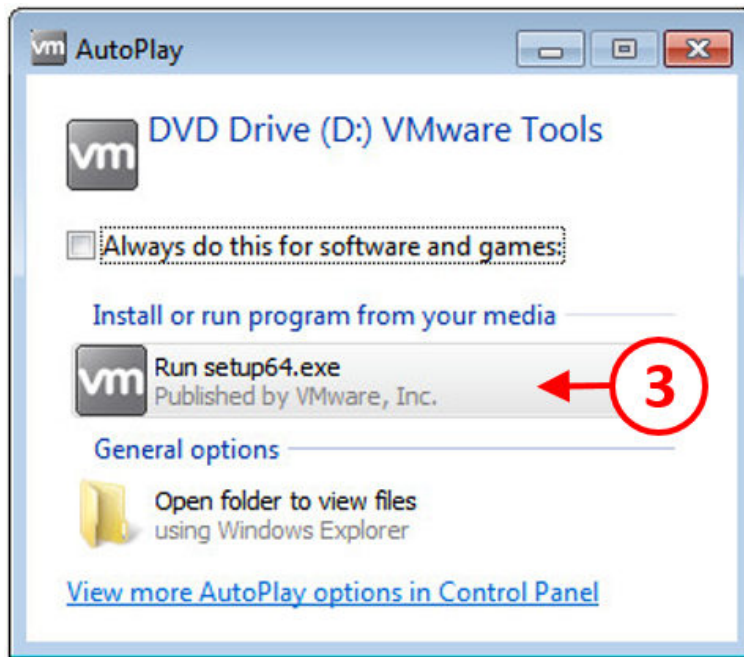 vm AutoPlay
vm DVD Drive (D:) VMware Tools
Always do this for software and games:
Install or run program from your media
vm Run setup64.exe
Published by VMware, Inc.
3
General options
Open folder to view files
using Windows Explorer
View more AutoPlay options in Control Panel